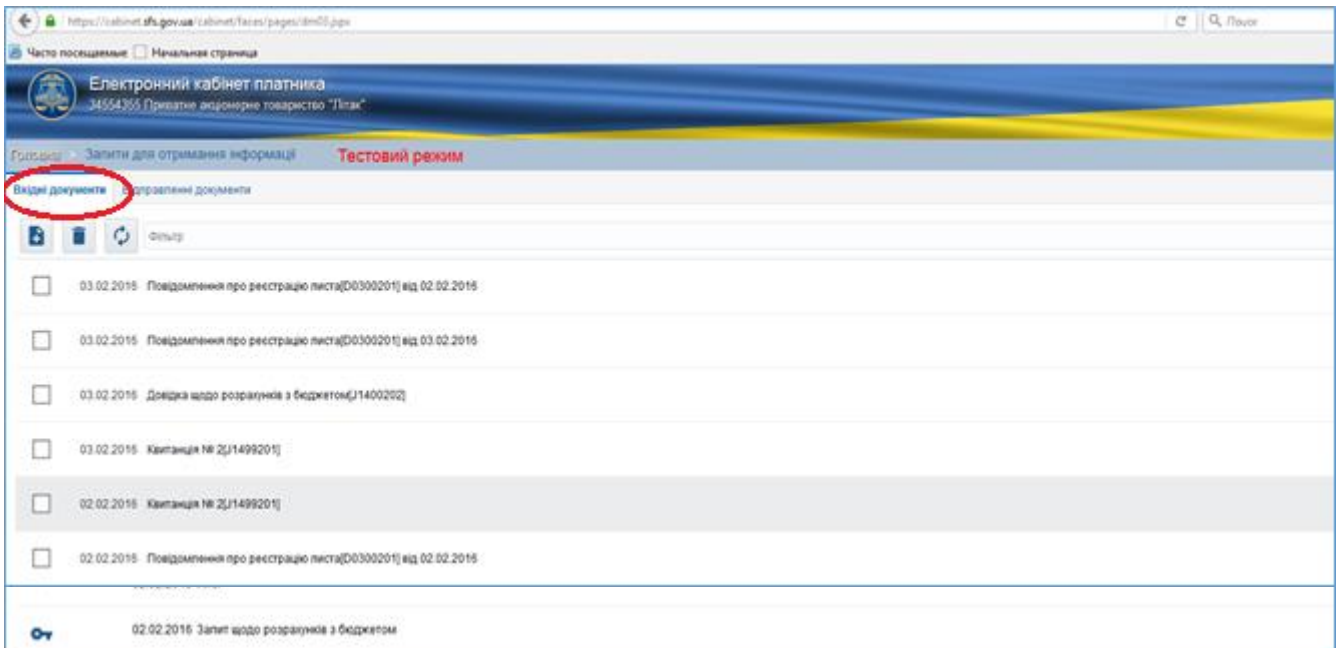 https://cabinet.sfs.gov.ua/cabinet/faces/pages/dm03.jspx
Поиск
Часто посещаемые Начальная страница
Електронний кабінет платника
34554355 Приватне акціонерне товариство "Літак"
Головна > Запити для отримання інформації Тестовий режим
Вхідні документи Відправленні документи
Фільтр
03.02.2016 Повідомлення про реєстрацію листа[D0300201] від 02.02.2016
03.02.2016 Повідомлення про реєстрацію листа[D0300201] від 03.02.2016
03.02.2016 Довідка щодо розрахунків з бюджетом[J1400202]
03.02.2016 Квитанція № 2[J1499201]
02.02.2016 Квитанція № 2[J1499201]
02.02.2016 Повідомлення про реєстрацію листа[D0300201] від 02.02.2016
02.02.2016 Запит щодо розрахунків з бюджетом